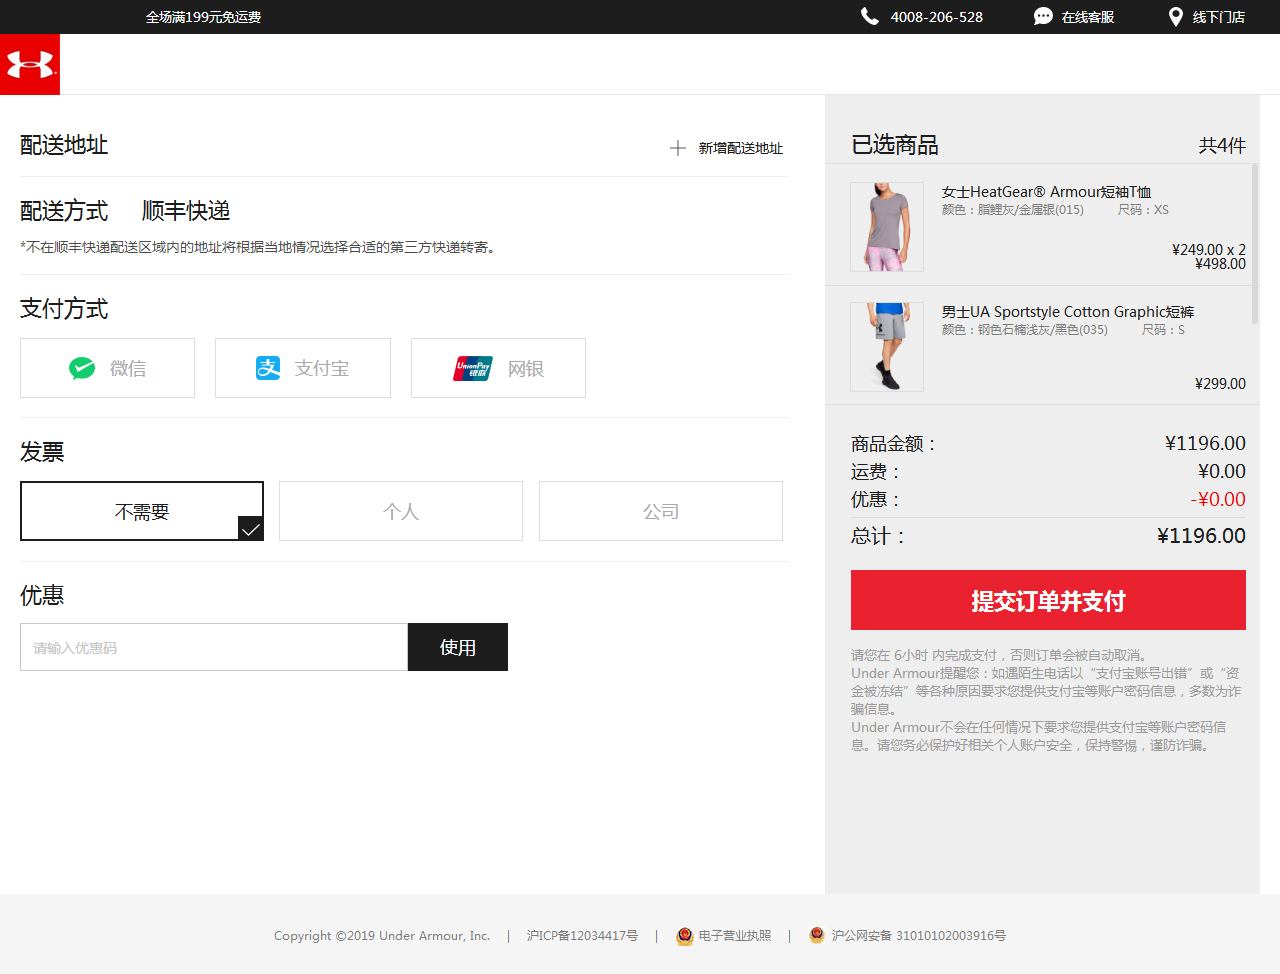 全场满199元免运费
4008-206-528
在线客服
线下门店
配送地址
新增配送地址
配送方式 顺丰快递
*不在顺丰快递配送区域内的地址将根据当地情况选择合适的第三方快递转寄。
支付方式
微信
支付宝
UnionPay
银联
网银
发票
不需要
个人
公司
优惠
请输入优惠码
使用
已选商品
共4件
女士HeatGear® Armour短袖T恤
颜色：脂鲤灰/金属银(015) 尺码：XS
¥249.00 x 2
¥498.00
男士UA Sportstyle Cotton Graphic短裤
颜色：钢色石楠浅灰/黑色(035) 尺码：S
¥299.00
商品金额： ¥1196.00
运费： ¥0.00
优惠： -¥0.00
总计： ¥1196.00
提交订单并支付
请您在 6小时 内完成支付，否则订单会被自动取消。
Under Armour提醒您：如遇陌生电话以“支付宝账号出错”或“资
金被冻结”等各种原因要求您提供支付宝等账户密码信息，多数为诈
骗信息。
Under Armour不会在任何情况下要求您提供支付宝等账户密码信
息。请您务必保护好相关个人账户安全，保持警惕，谨防诈骗。
Copyright ©2019 Under Armour, Inc. | 沪ICP备12034417号 | 电子营业执照 | 沪公网安备 31010102003916号